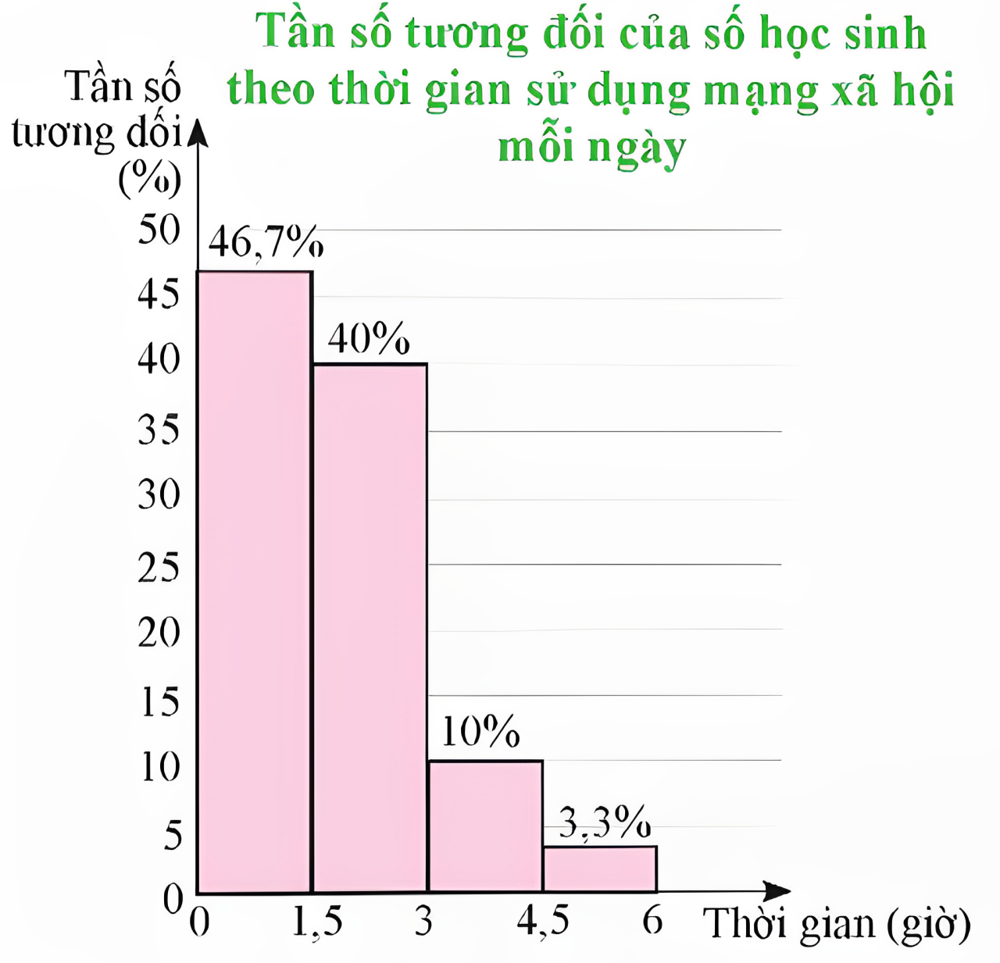 Tần số tương đối của số học sinh
theo thời gian sử dụng mạng xã hội
mỗi ngày
Tần số
tương đối
(%)
50
46,7%
45
40%
40
35
30
25
20
15
10%
10
3,3%
5
0
0 1,5 3 4,5 6 Thời gian (giờ)